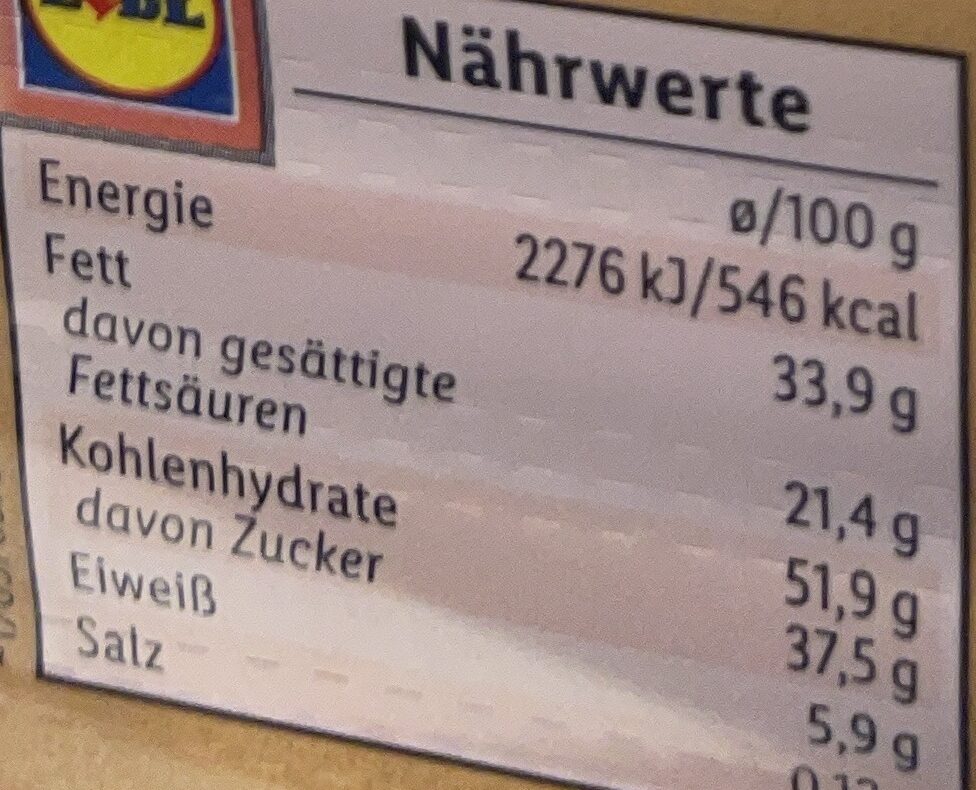 Nährwerte
ø/100 g
Energie 2276 kJ/546 kcal
Fett 33,9 g
davon gesättigte
Fettsäuren 21,4 g
Kohlenhydrate 51,9 g
davon Zucker 37,5 g
Eiweiß 5,9 g
Salz